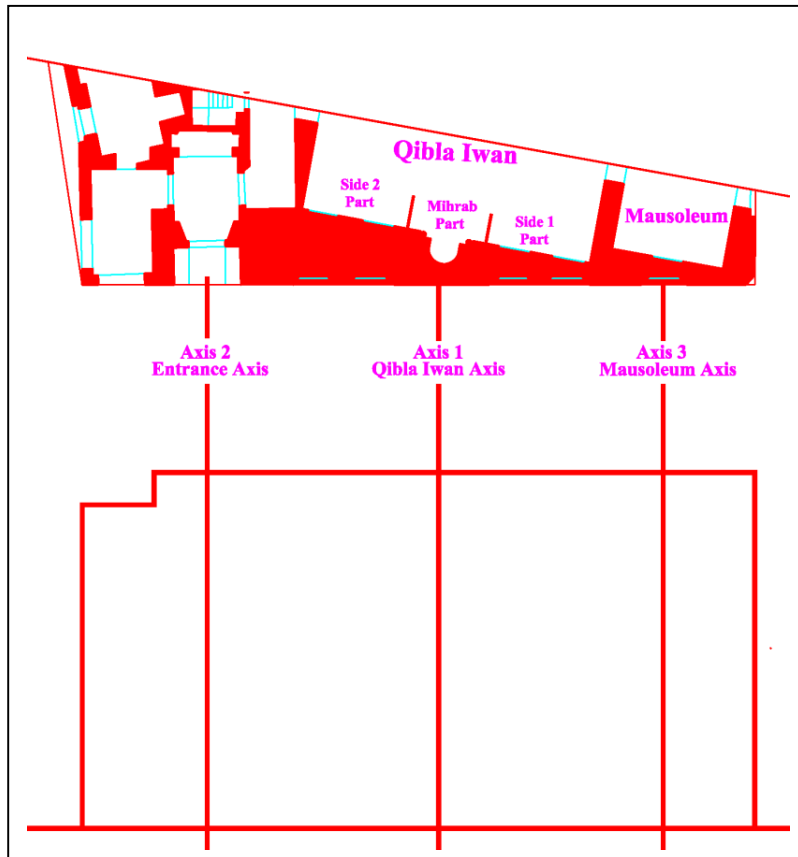 Qibla Iwan
Side 2
Part
Mihrab
Part
Side 1
Part
Mausoleum
Axis 2
Entrance Axis
Axis 1
Qibla Iwan Axis
Axis 3
Mausoleum Axis